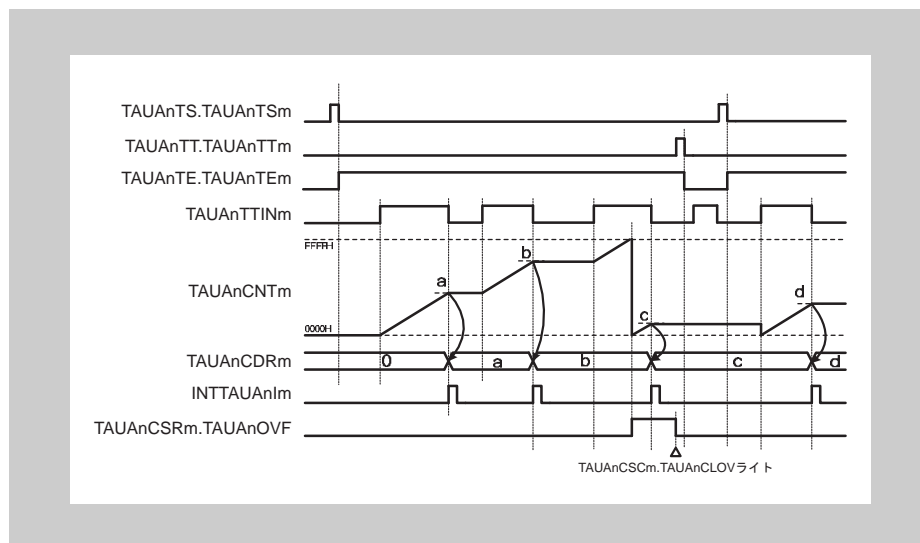 TAUAnTS.TAUAnTSm
TAUAnTT.TAUAnTTm
TAUAnTE.TAUAnTEm
TAUAnTTINm
FFFFH
TAUAnCNTm
0000H
a
b
c
d
TAUAnCDRm
0
a
b
c
d
INTTAUAnIm
TAUAnCSRm.TAUAnOVF
TAUAnCSCm.TAUAnCLOVライト